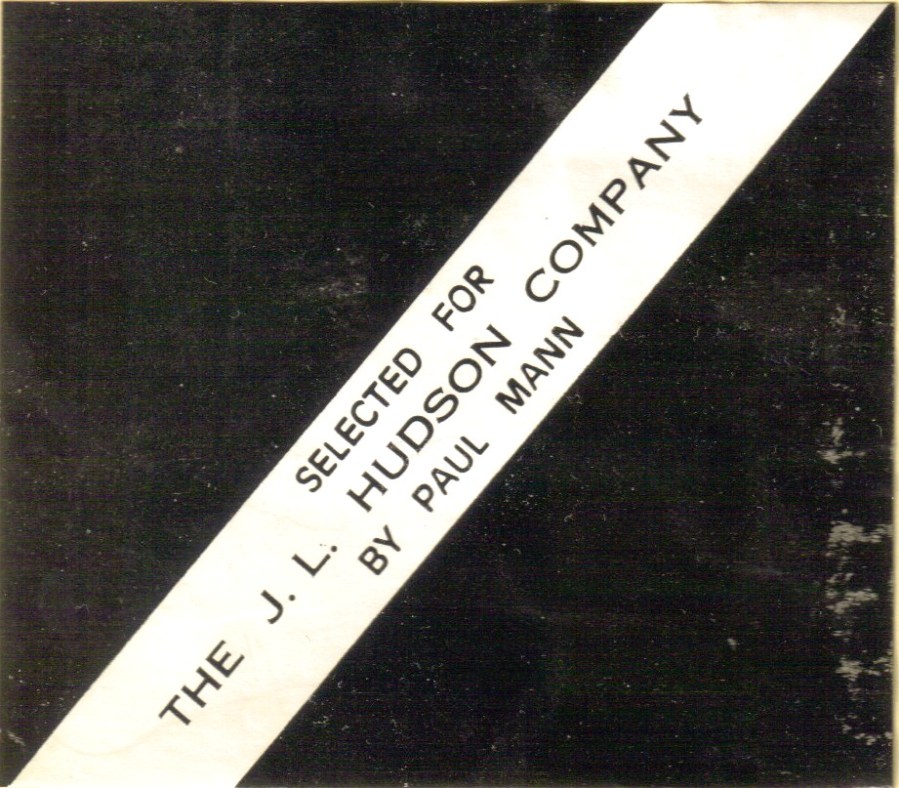 SELECTED FOR
THE J. L. HUDSON COMPANY
BY PAUL MANN